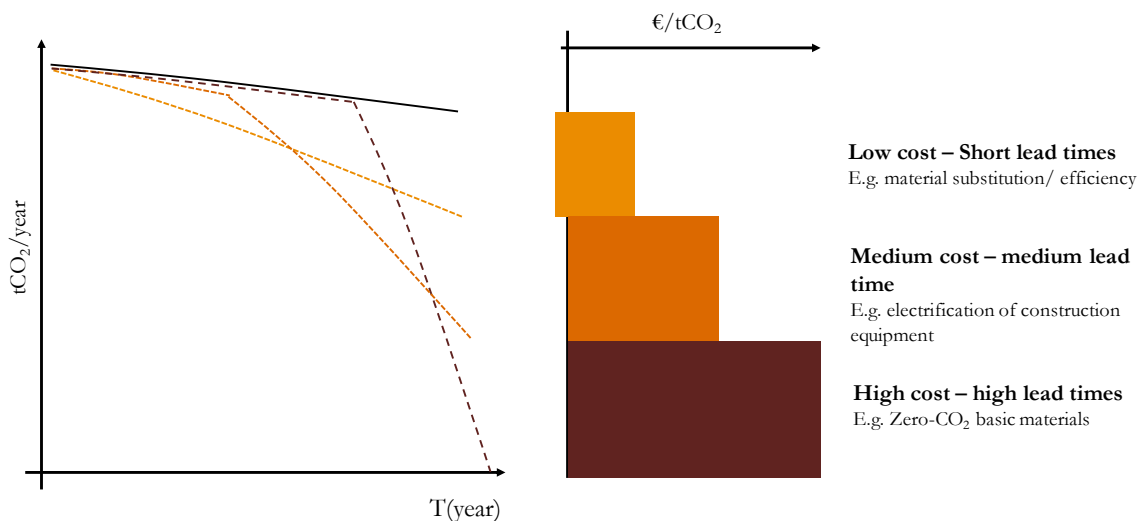 €/tCO₂
tCO₂/year
T(year)
Low cost – Short lead times
E.g. material substitution/ efficiency
Medium cost – medium lead
time
E.g. electrification of construction
equipment
High cost – high lead times
E.g. Zero-CO₂ basic materials